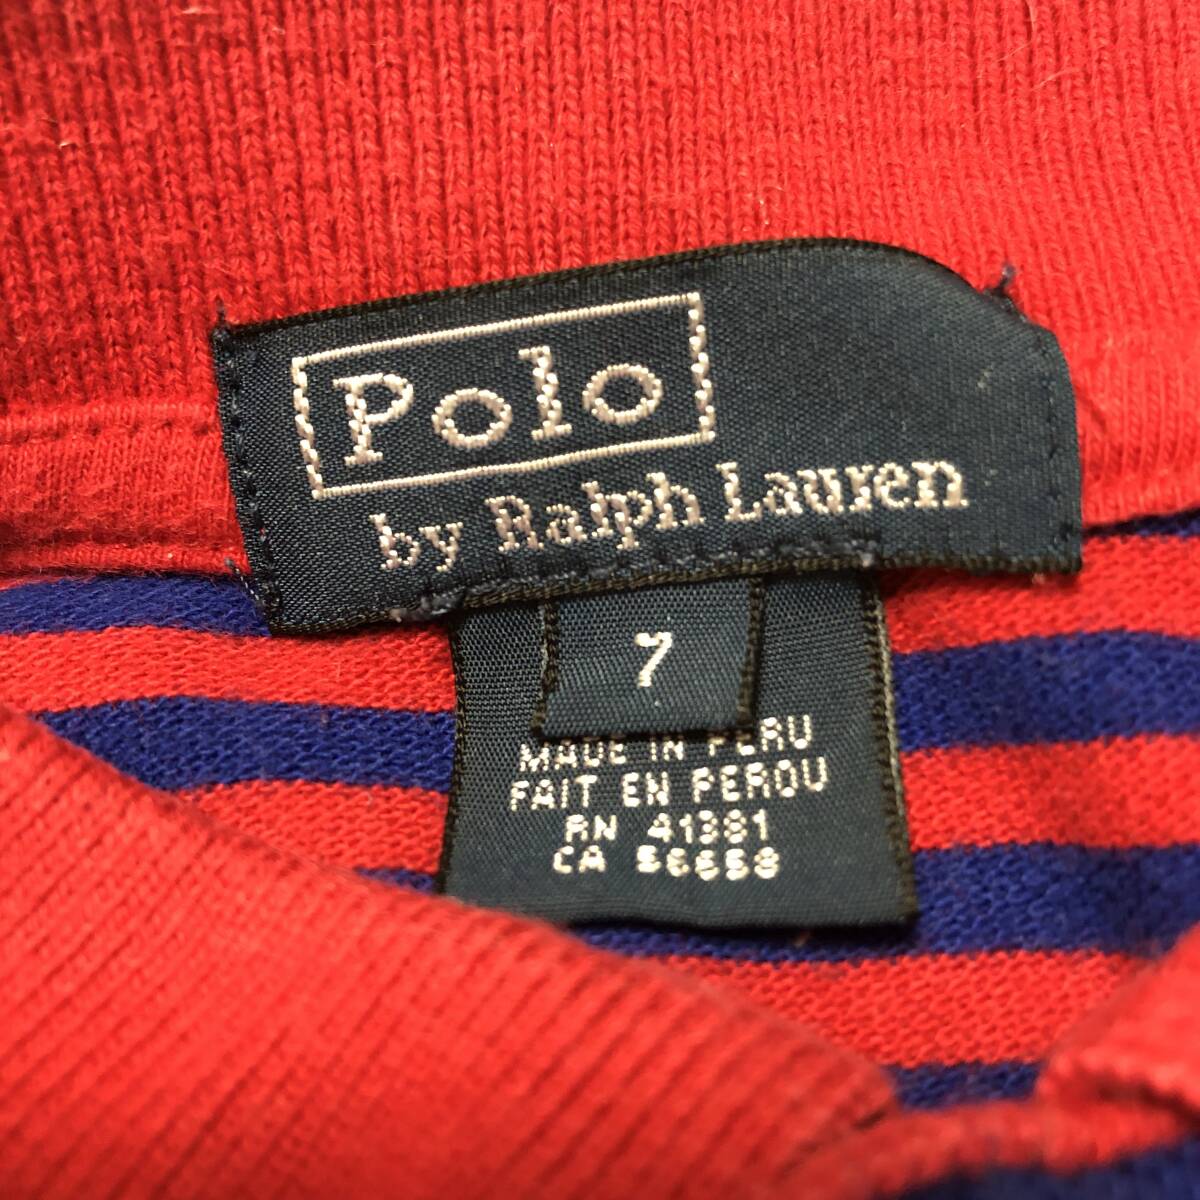 Polo
by Ralph Lauren
7
MADE IN PERU
FAIT EN PEROU
RN 41381
CA 56658